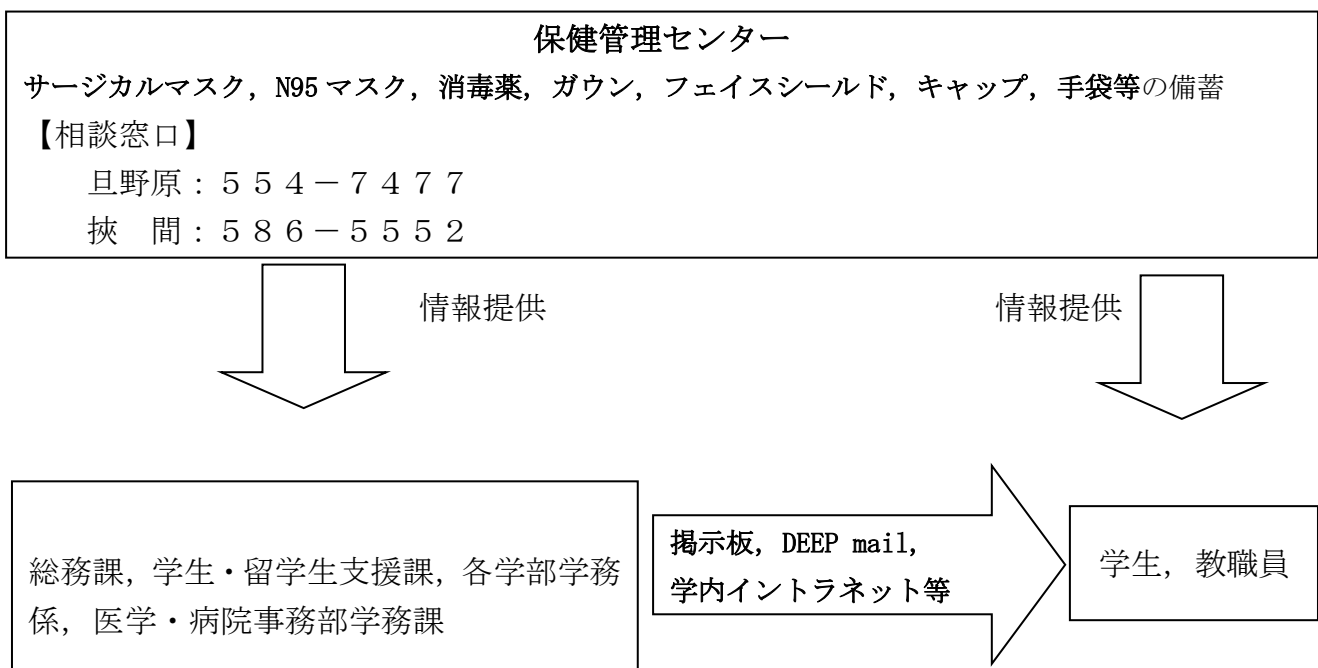 保健管理センター
サージカルマスク，N95 マスク，消毒薬，ガウン，フェイスシールド，キャップ，手袋等の備蓄
【相談窓口】
旦野原：５５４－７４７７
挾　間：５８６－５５５２
情報提供
情報提供
総務課，学生・留学生支援課，各学部学務
係，医学・病院事務部学務課
掲示板，DEEP mail，
学内イントラネット等
学生，教職員